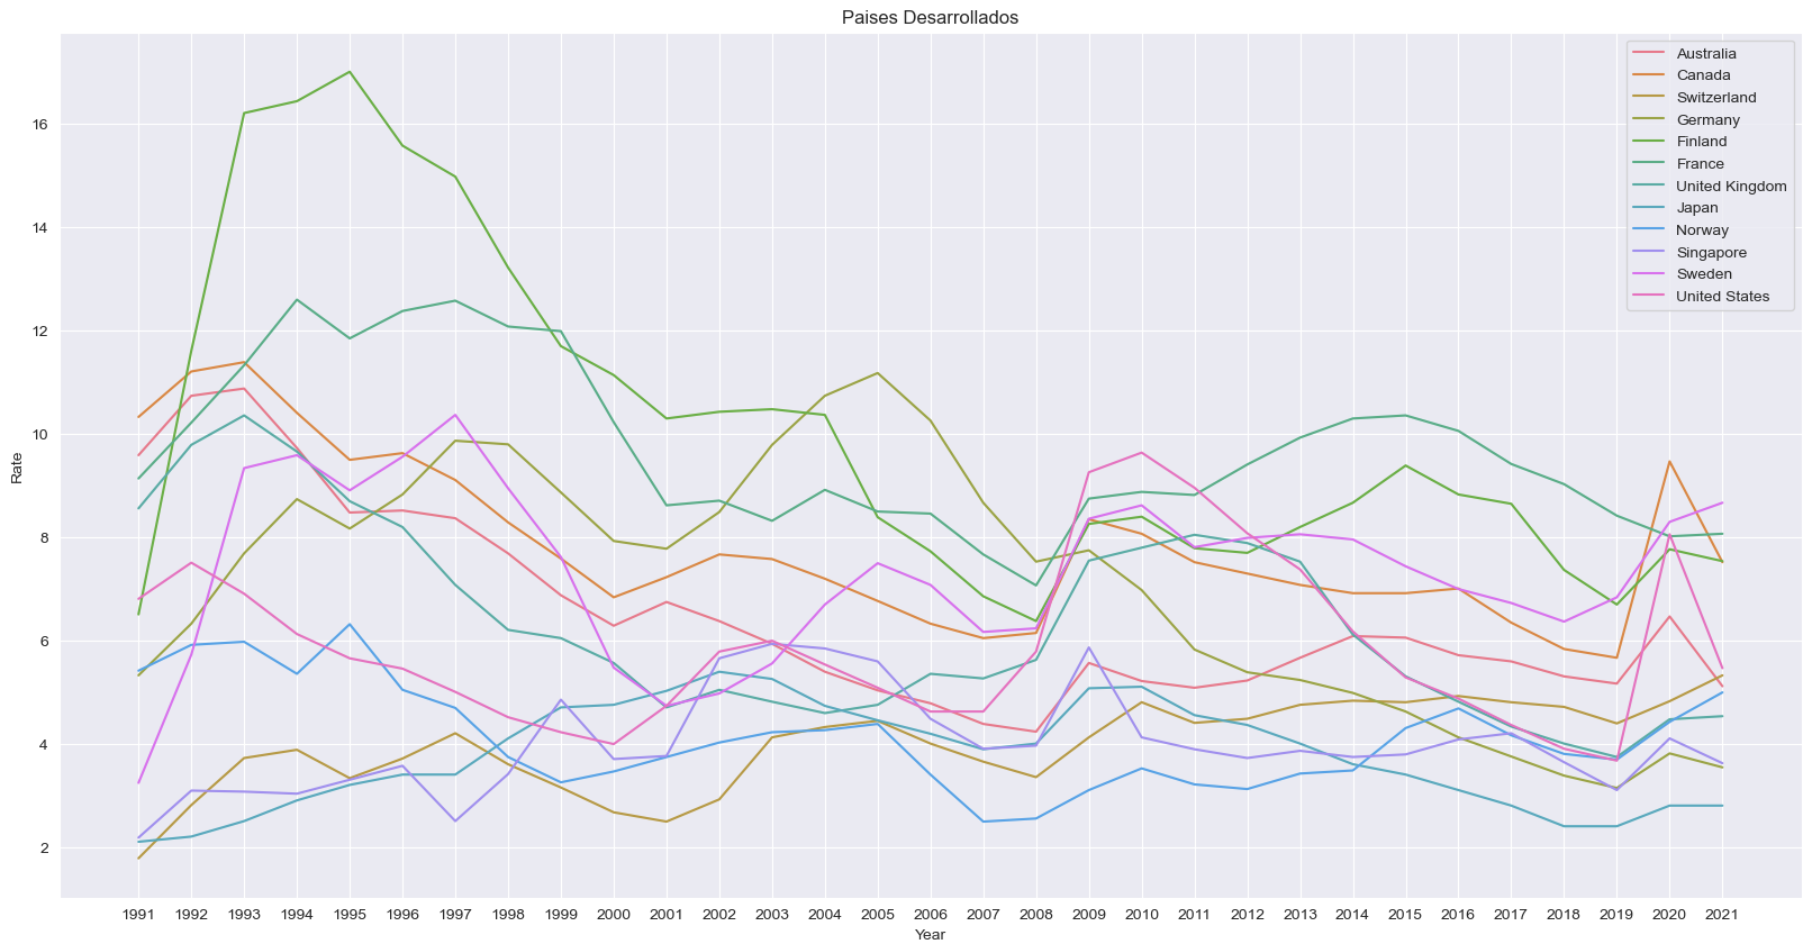 Paises Desarrollados
Rate
16
14
12
10
8
6
4
2
Australia
Canada
Switzerland
Germany
Finland
France
United Kingdom
Japan
Norway
Singapore
Sweden
United States
1991 1992 1993 1994 1995 1996 1997 1998 1999 2000 2001 2002 2003 2004 2005 2006 2007 2008 2009 2010 2011 2012 2013 2014 2015 2016 2017 2018 2019 2020 2021
Year